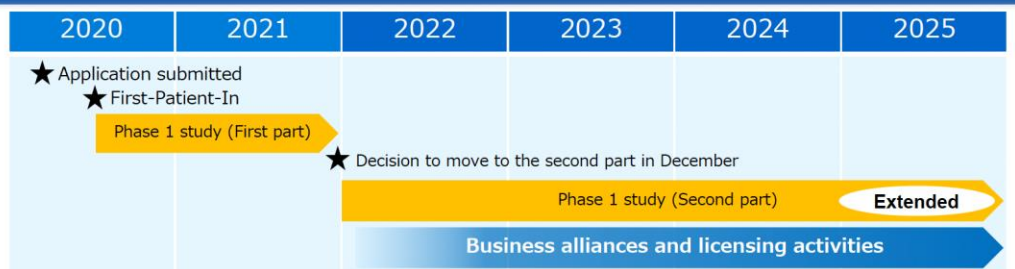 2020 2021 2022 2023 2024 2025
★Application submitted
★First-Patient-In
Phase 1 study (First part)
★ Decision to move to the second part in December
Phase 1 study (Second part) Extended
Business alliances and licensing activities